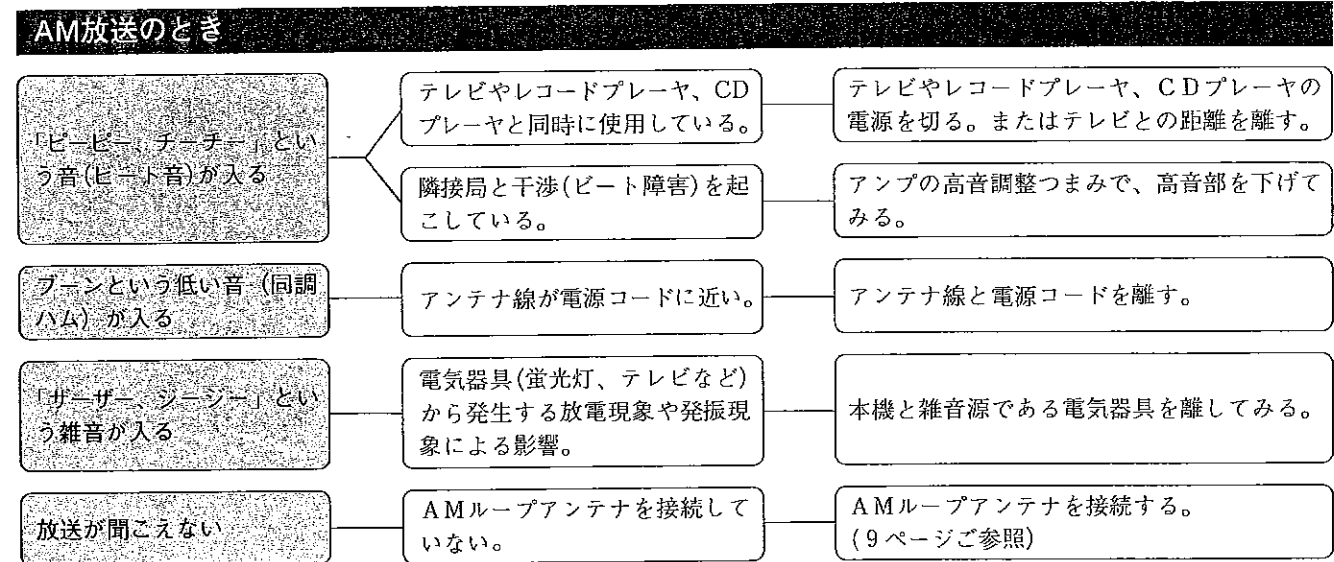 AM放送のとき
「ピーピー、チーチー」とい
う音(ビート音)が入る
テレビやレコードプレーヤ、CD
プレーヤと同時に使用している。
テレビやレコードプレーヤ、CDプレーヤの
電源を切る。またはテレビとの距離を離す。
隣接局と干渉(ビート障害)を起
こしている。
アンプの高音調整つまみで、高音部を下げて
みる。
ブーンという低い音(同調
ハム)が入る
アンテナ線が電源コードに近い。
アンテナ線と電源コードを離す。
「ザーザー、ジージー」とい
う雑音が入る
電気器具(蛍光灯、テレビなど)
から発生する放電現象や発振現
象による影響。
本機と雑音源である電気器具を離してみる。
放送が聞こえない
AMループアンテナを接続して
いない。
AMループアンテナを接続する。
(9ページご参照)